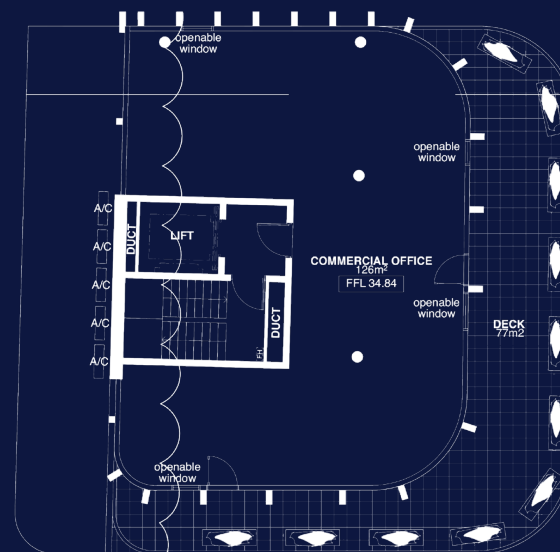 openable
window
openable
window
A/C
DUCT
LIFT
A/C
COMMERCIAL OFFICE
126m²
FFL 34.84
A/C
openable
window
DUCT
DECK
77m2
A/C
FH
A/C
openable
window